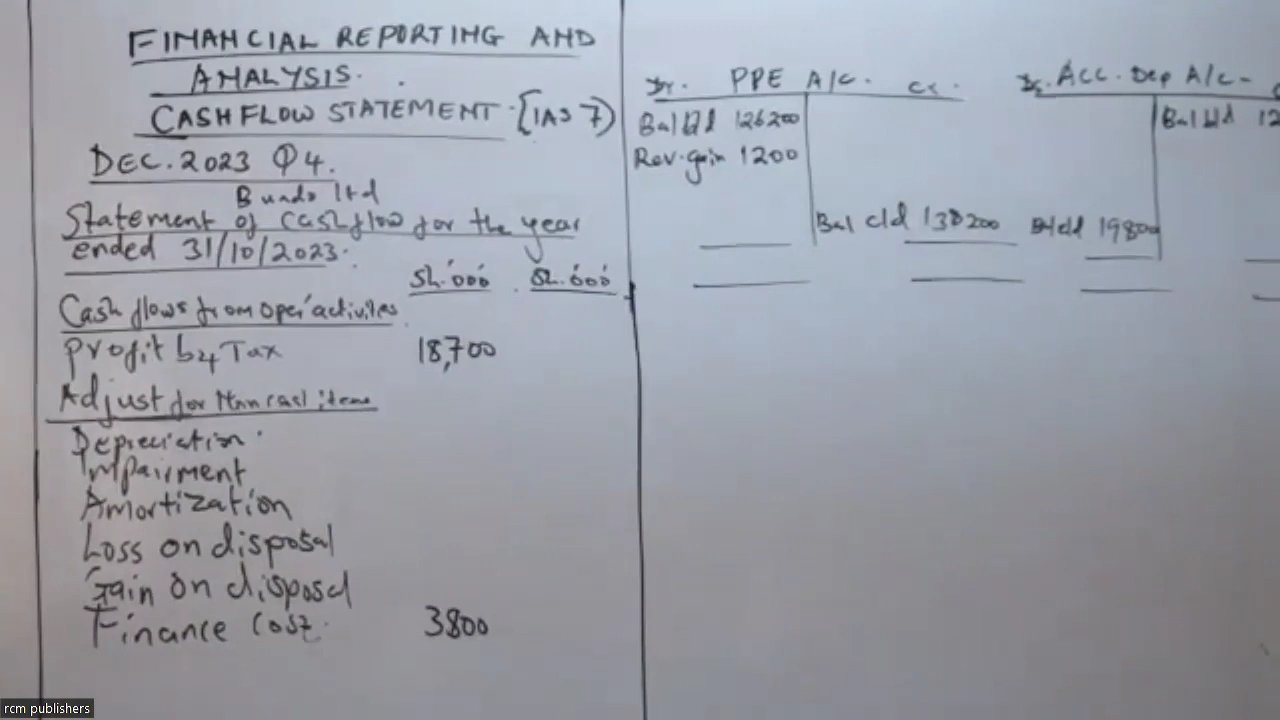 FINANCIAL REPORTING AND
ANALYSIS.
CASHFLOW STATEMENT. [IAS 7)
DEC. 2023 Q4.
Bundo ltd
Statement of Cashflow for the year
ended 31/10/2023.
Sh.'000' Sh.'000'
Cash flows from Oper' activites
Profit b4 Tax 18,700
Adjust for Non cash items
Depreciation
Impairment
Amortization
Loss on disposal
Gain on disposal
Finance Cost. 3800
Dr. PPE A/C. Cr.
Bal b/d 126200
Rev. gain 1200
Bal c/d 138200
Dr. Acc. Dep A/C-
Bal b/d
B/c/d 19800
rcm publishers